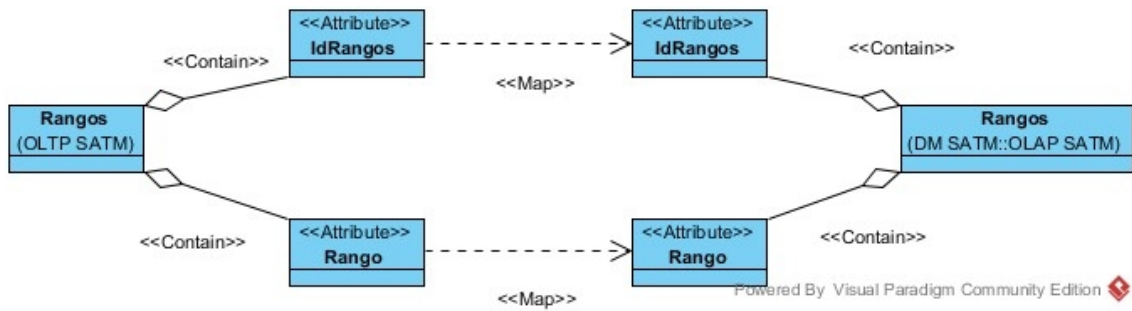 <<Attribute>>
IdRangos
<<Attribute>>
IdRangos
<<Contain>>
<<Map>>
<<Contain>>
Rangos
(OLTP SATM)
Rangos
(DM SATM::OLAP SATM)
<<Contain>>
<<Attribute>>
Rango
<<Attribute>>
Rango
<<Contain>>
<<Map>>
Powered By Visual Paradigm Community Edition